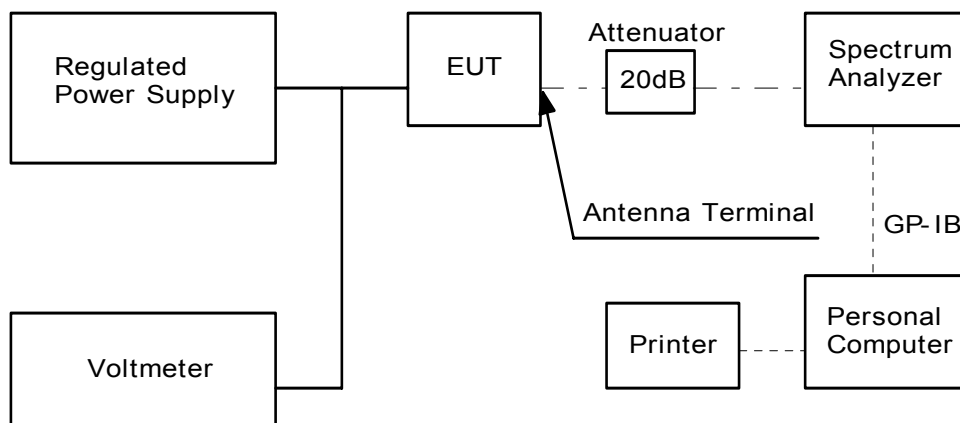 Regulated
Power Supply
EUT
Attenuator
20dB
Spectrum
Analyzer
Antenna Terminal
GP-IB
Voltmeter
Printer
Personal
Computer